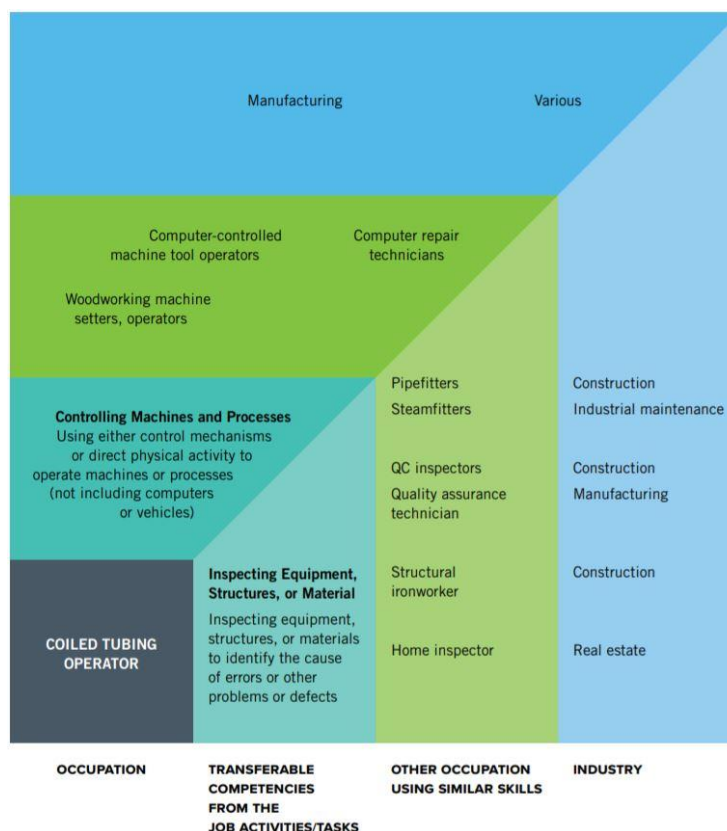 Manufacturing
Various
Computer-controlled
machine tool operators
Computer repair
technicians
Woodworking machine
setters, operators
Controlling Machines and Processes
Using either control mechanisms
or direct physical activity to
operate machines or processes
(not including computers
or vehicles)
Pipefitters
Construction
Steamfitters
Industrial maintenance
QC inspectors
Construction
Quality assurance
technician
Manufacturing
COILED TUBING
OPERATOR
Inspecting Equipment,
Structures, or Material
Inspecting equipment,
structures, or materials
to identify the cause
of errors or other
problems or defects
Structural
ironworker
Construction
Home inspector
Real estate
OCCUPATION
TRANSFERABLE
COMPETENCIES
FROM THE
JOB ACTIVITIES/TASKS
OTHER OCCUPATION
USING SIMILAR SKILLS
INDUSTRY